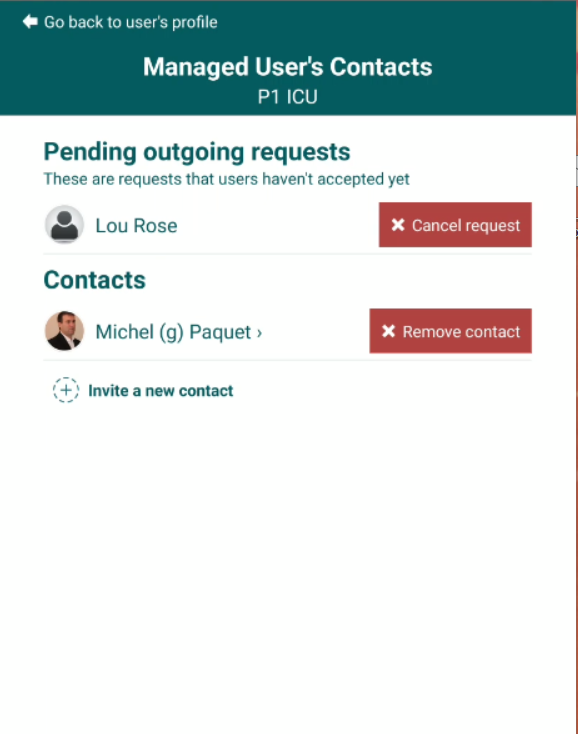 Go back to user's profile
Managed User's Contacts
P1 ICU
Pending outgoing requests
These are requests that users haven't accepted yet
Lou Rose
Cancel request
Contacts
Michel (g) Paquet ›
Remove contact
Invite a new contact